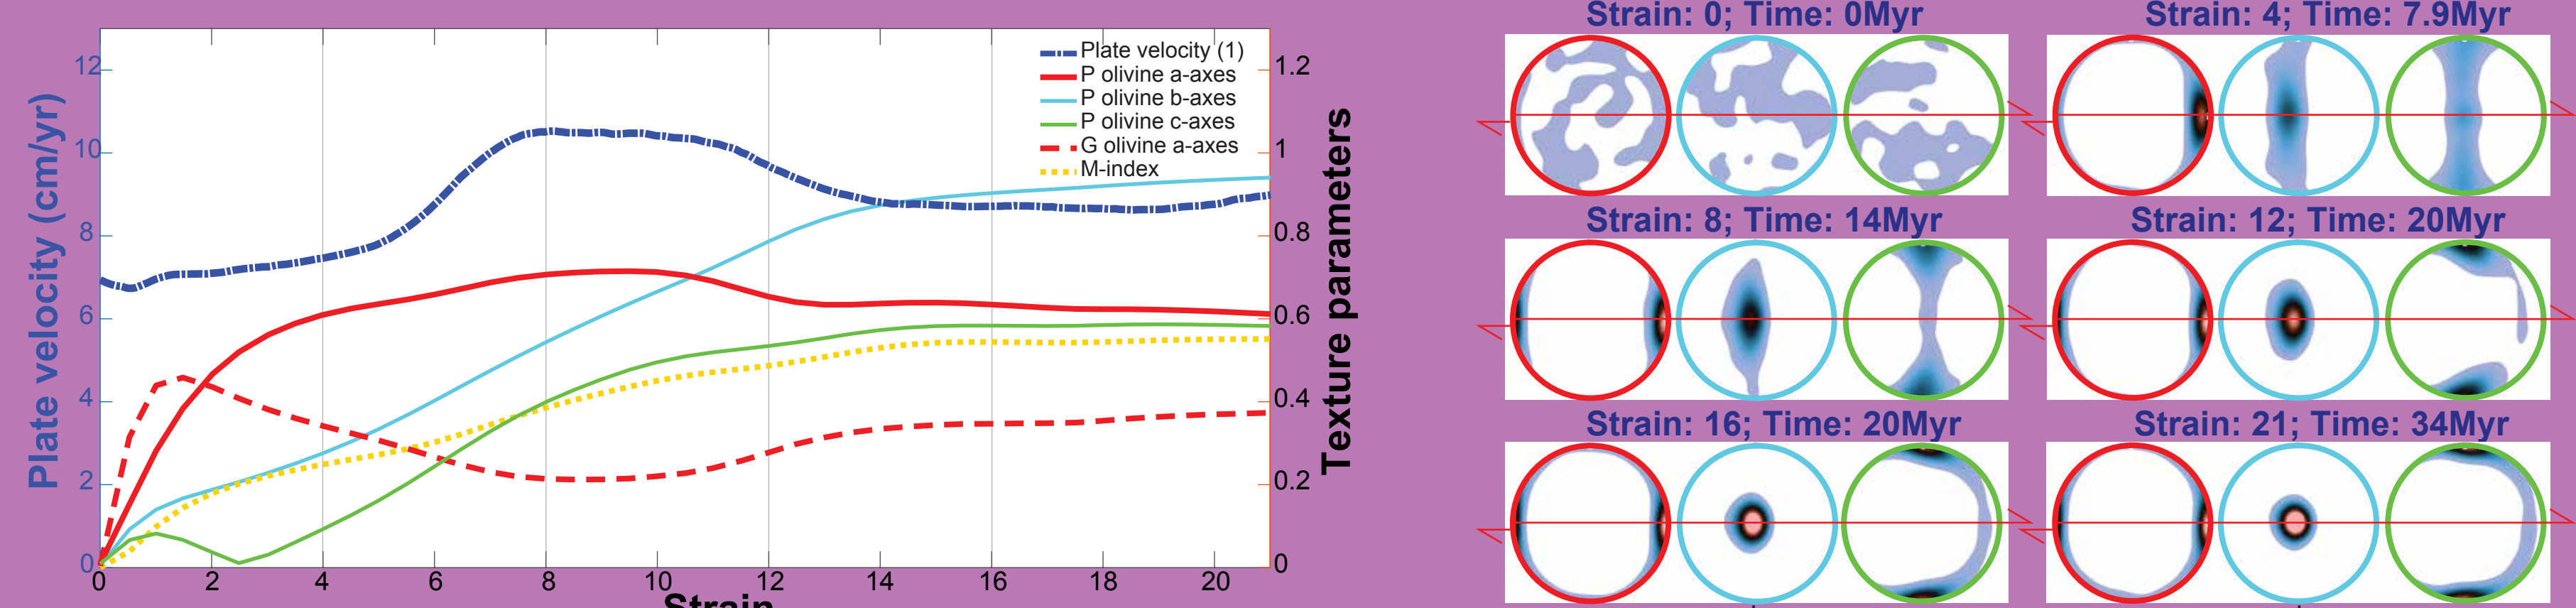 Plate velocity (cm/yr)
12
10
8
6
4
2
0
Plate velocity (1)
P olivine a-axes
P olivine b-axes
P olivine c-axes
G olivine a-axes
M-index
1.2
1
0.8
0.6
0.4
0.2
0
Texture parameters
0 2 4 6 8 10 12 14 16 18 20
Strain
Strain: 0; Time: 0Myr
Strain: 4; Time: 7.9Myr
Strain: 8; Time: 14Myr
Strain: 12; Time: 20Myr
Strain: 16; Time: 20Myr
Strain: 21; Time: 34Myr